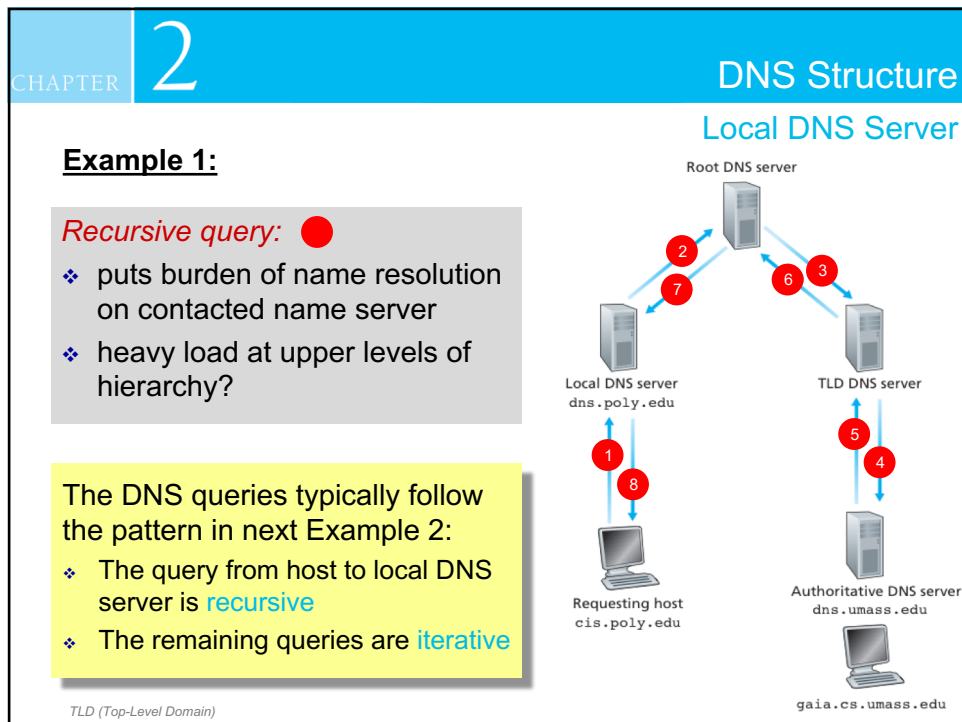 CHAPTER 2
DNS Structure
Local DNS Server
Example 1:
Recursive query:
❖ puts burden of name resolution
on contacted name server
❖ heavy load at upper levels of
hierarchy?
The DNS queries typically follow
the pattern in next Example 2:
❖ The query from host to local DNS
server is recursive
❖ The remaining queries are iterative
TLD (Top-Level Domain)
Root DNS server
2
3
6
7
Local DNS server
dns.poly.edu
TLD DNS server
1
8
5
4
Requesting host
cis.poly.edu
Authoritative DNS server
dns.umass.edu
gaia.cs.umass.edu